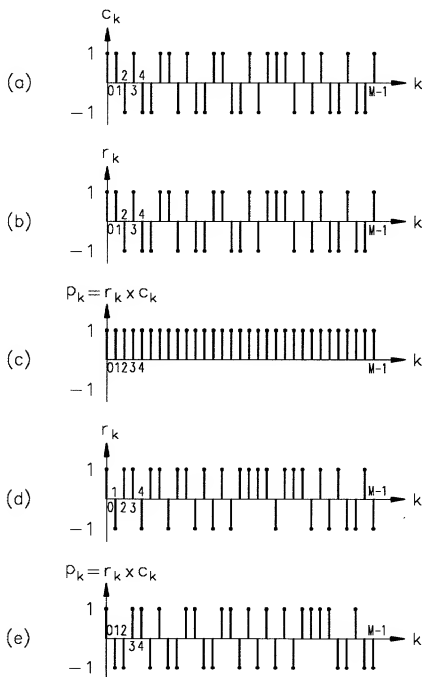 c_k
(a)
1
2 4
0 1 3
M-1
k
-1
r_k
(b)
1
2 4
0 1 3
M-1
k
-1
p_k = r_k x c_k
(c)
1
0 1 2 3 4
M-1
k
-1
r_k
(d)
1
1 4
0 2 3
M-1
k
-1
p_k = r_k x c_k
(e)
1
0 1 2
3 4
M-1
k
-1